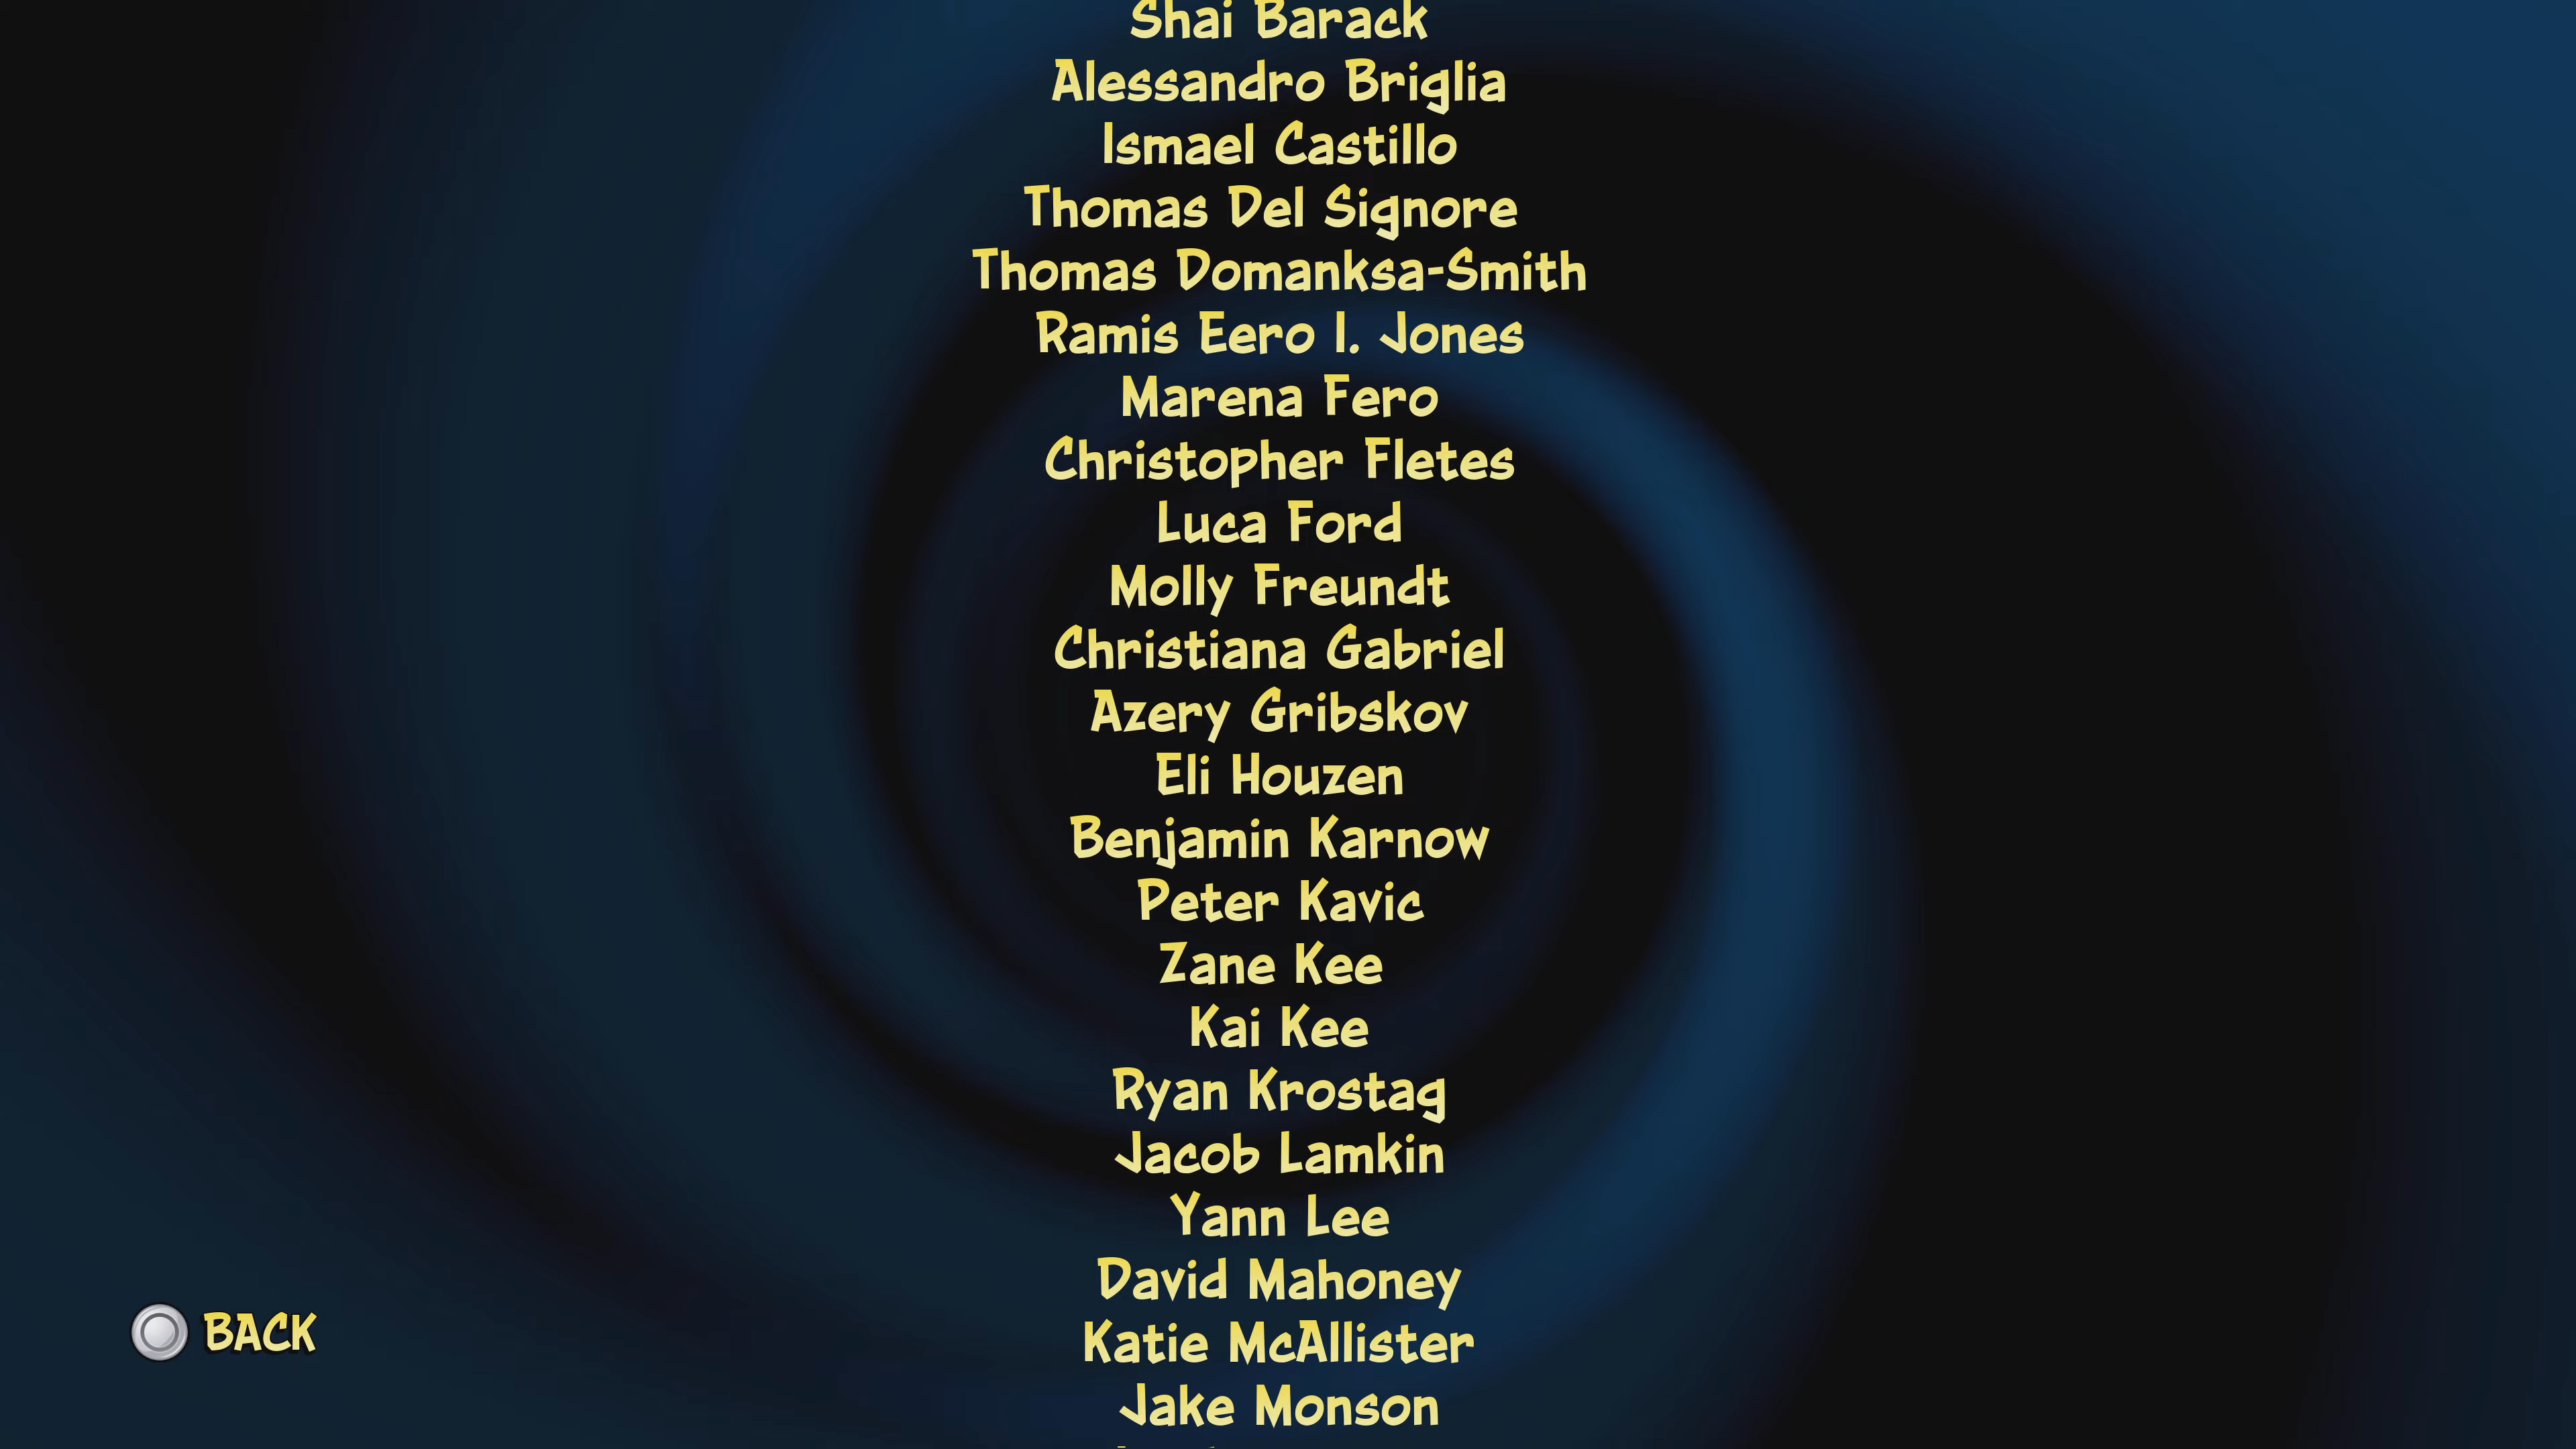 Shai Barack
Alessandro Briglia
Ismael Castillo
Thomas Del Signore
Thomas Domanksa-Smith
Ramis Eero I. Jones
Marena Fero
Christopher Fletes
Luca Ford
Molly Freundt
Christiana Gabriel
Azery Gribskov
Eli Houzen
Benjamin Karnow
Peter Kavic
Zane Kee
Kai Kee
Ryan Krostag
Jacob Lamkin
Yann Lee
David Mahoney
Katie McAllister
Jake Monson
BACK